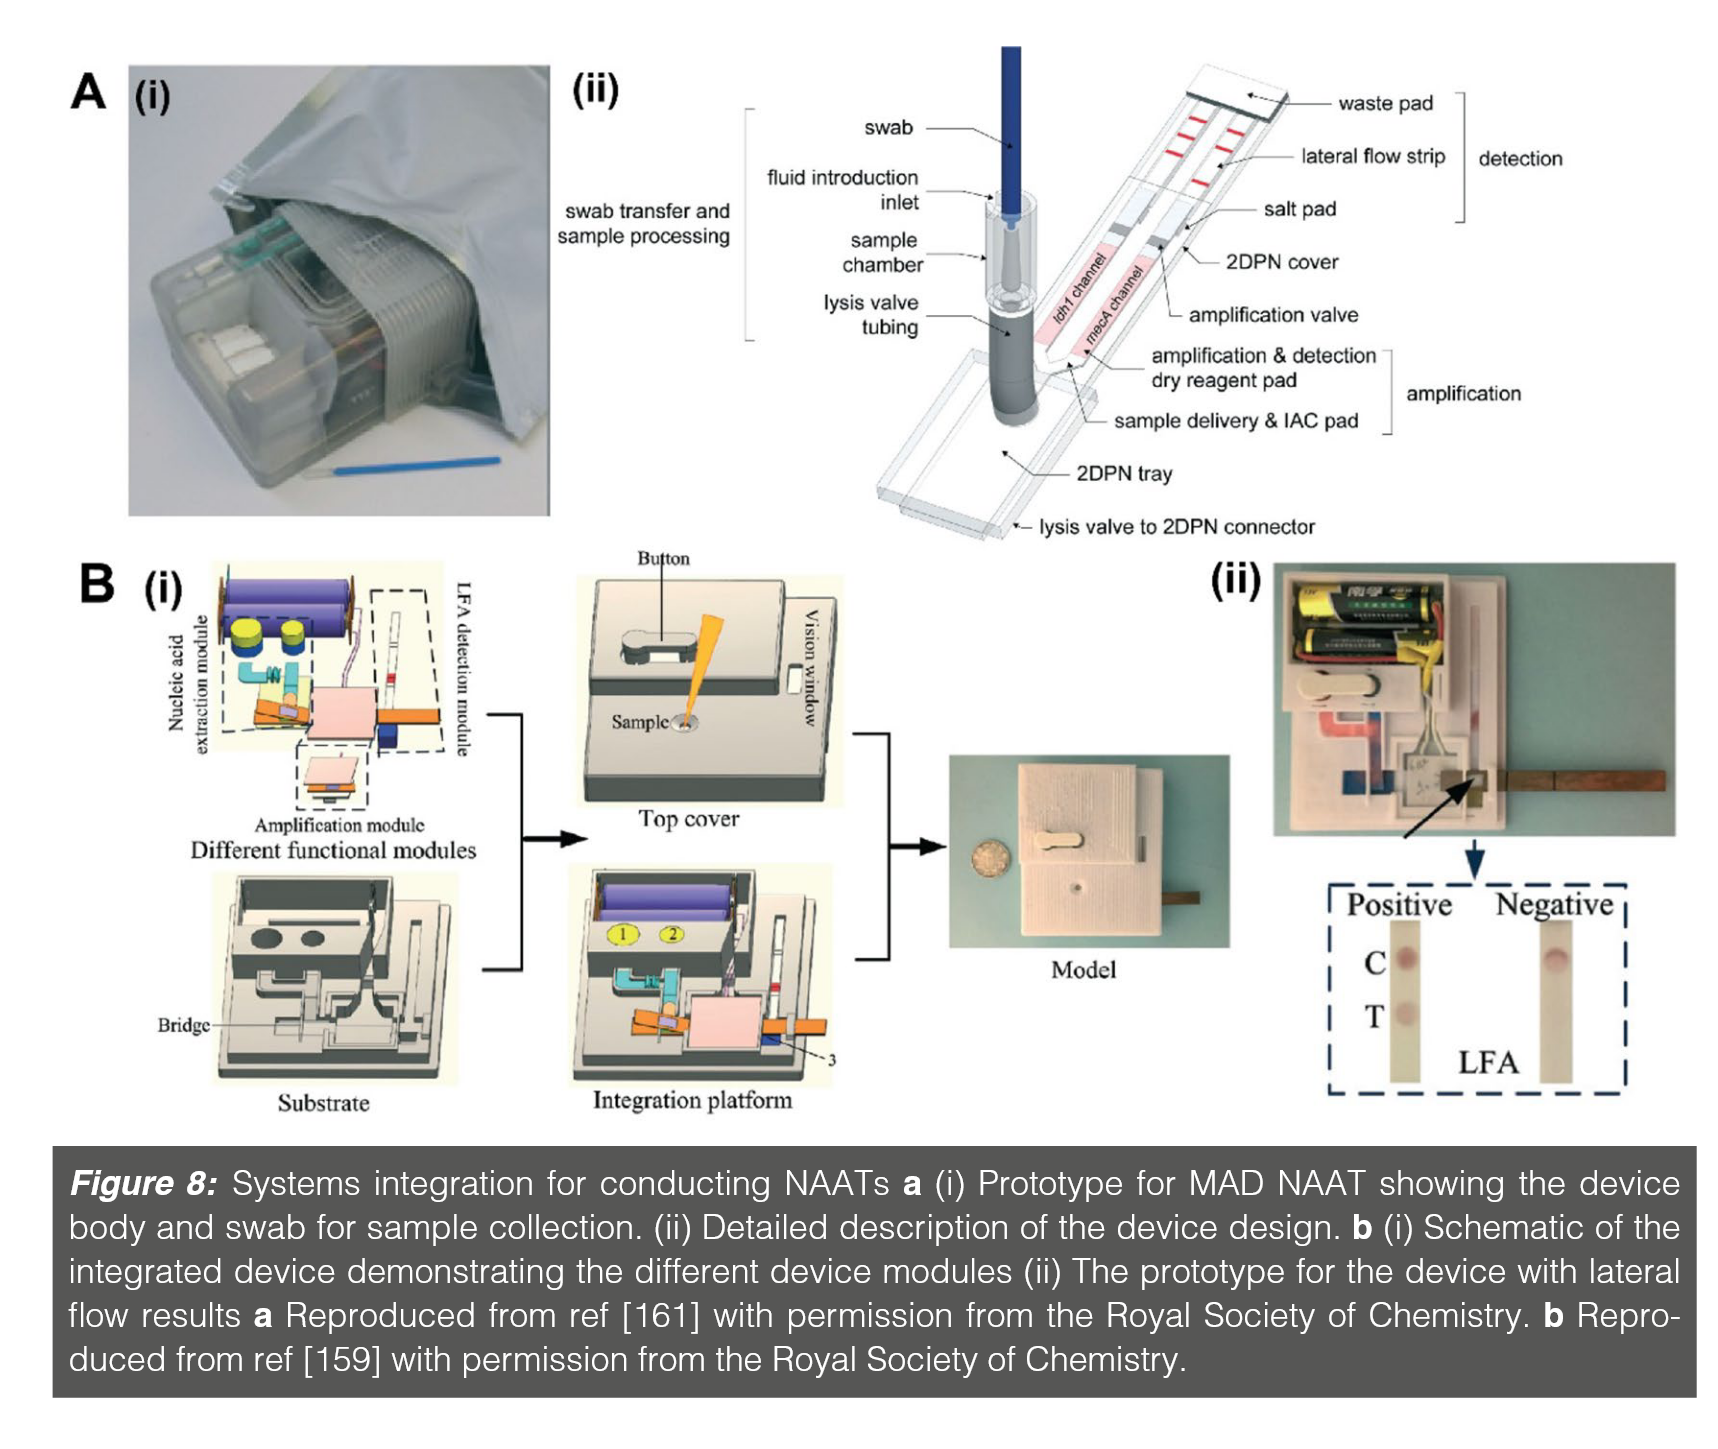 A (i)
(ii)
swab
fluid introduction
inlet
swab transfer and
sample processing
sample
chamber
lysis valve
tubing
waste pad
lateral flow strip
detection
salt pad
2DPN cover
ldh1 channel
mecA channel
amplification valve
amplification & detection
dry reagent pad
amplification
sample delivery & IAC pad
2DPN tray
lysis valve to 2DPN connector
B (i)
Nucleic acid
extraction module
LFA detection module
Amplification module
Different functional modules
Bridge
Substrate
Button
Vision window
Sample
Top cover
1 2
3
Integration platform
Model
(ii)
Positive Negative
C
T
LFA
Figure 8: Systems integration for conducting NAATs a (i) Prototype for MAD NAAT showing the device
body and swab for sample collection. (ii) Detailed description of the device design. b (i) Schematic of the
integrated device demonstrating the different device modules (ii) The prototype for the device with lateral
flow results a Reproduced from ref [161] with permission from the Royal Society of Chemistry. b Repro-
duced from ref [159] with permission from the Royal Society of Chemistry.